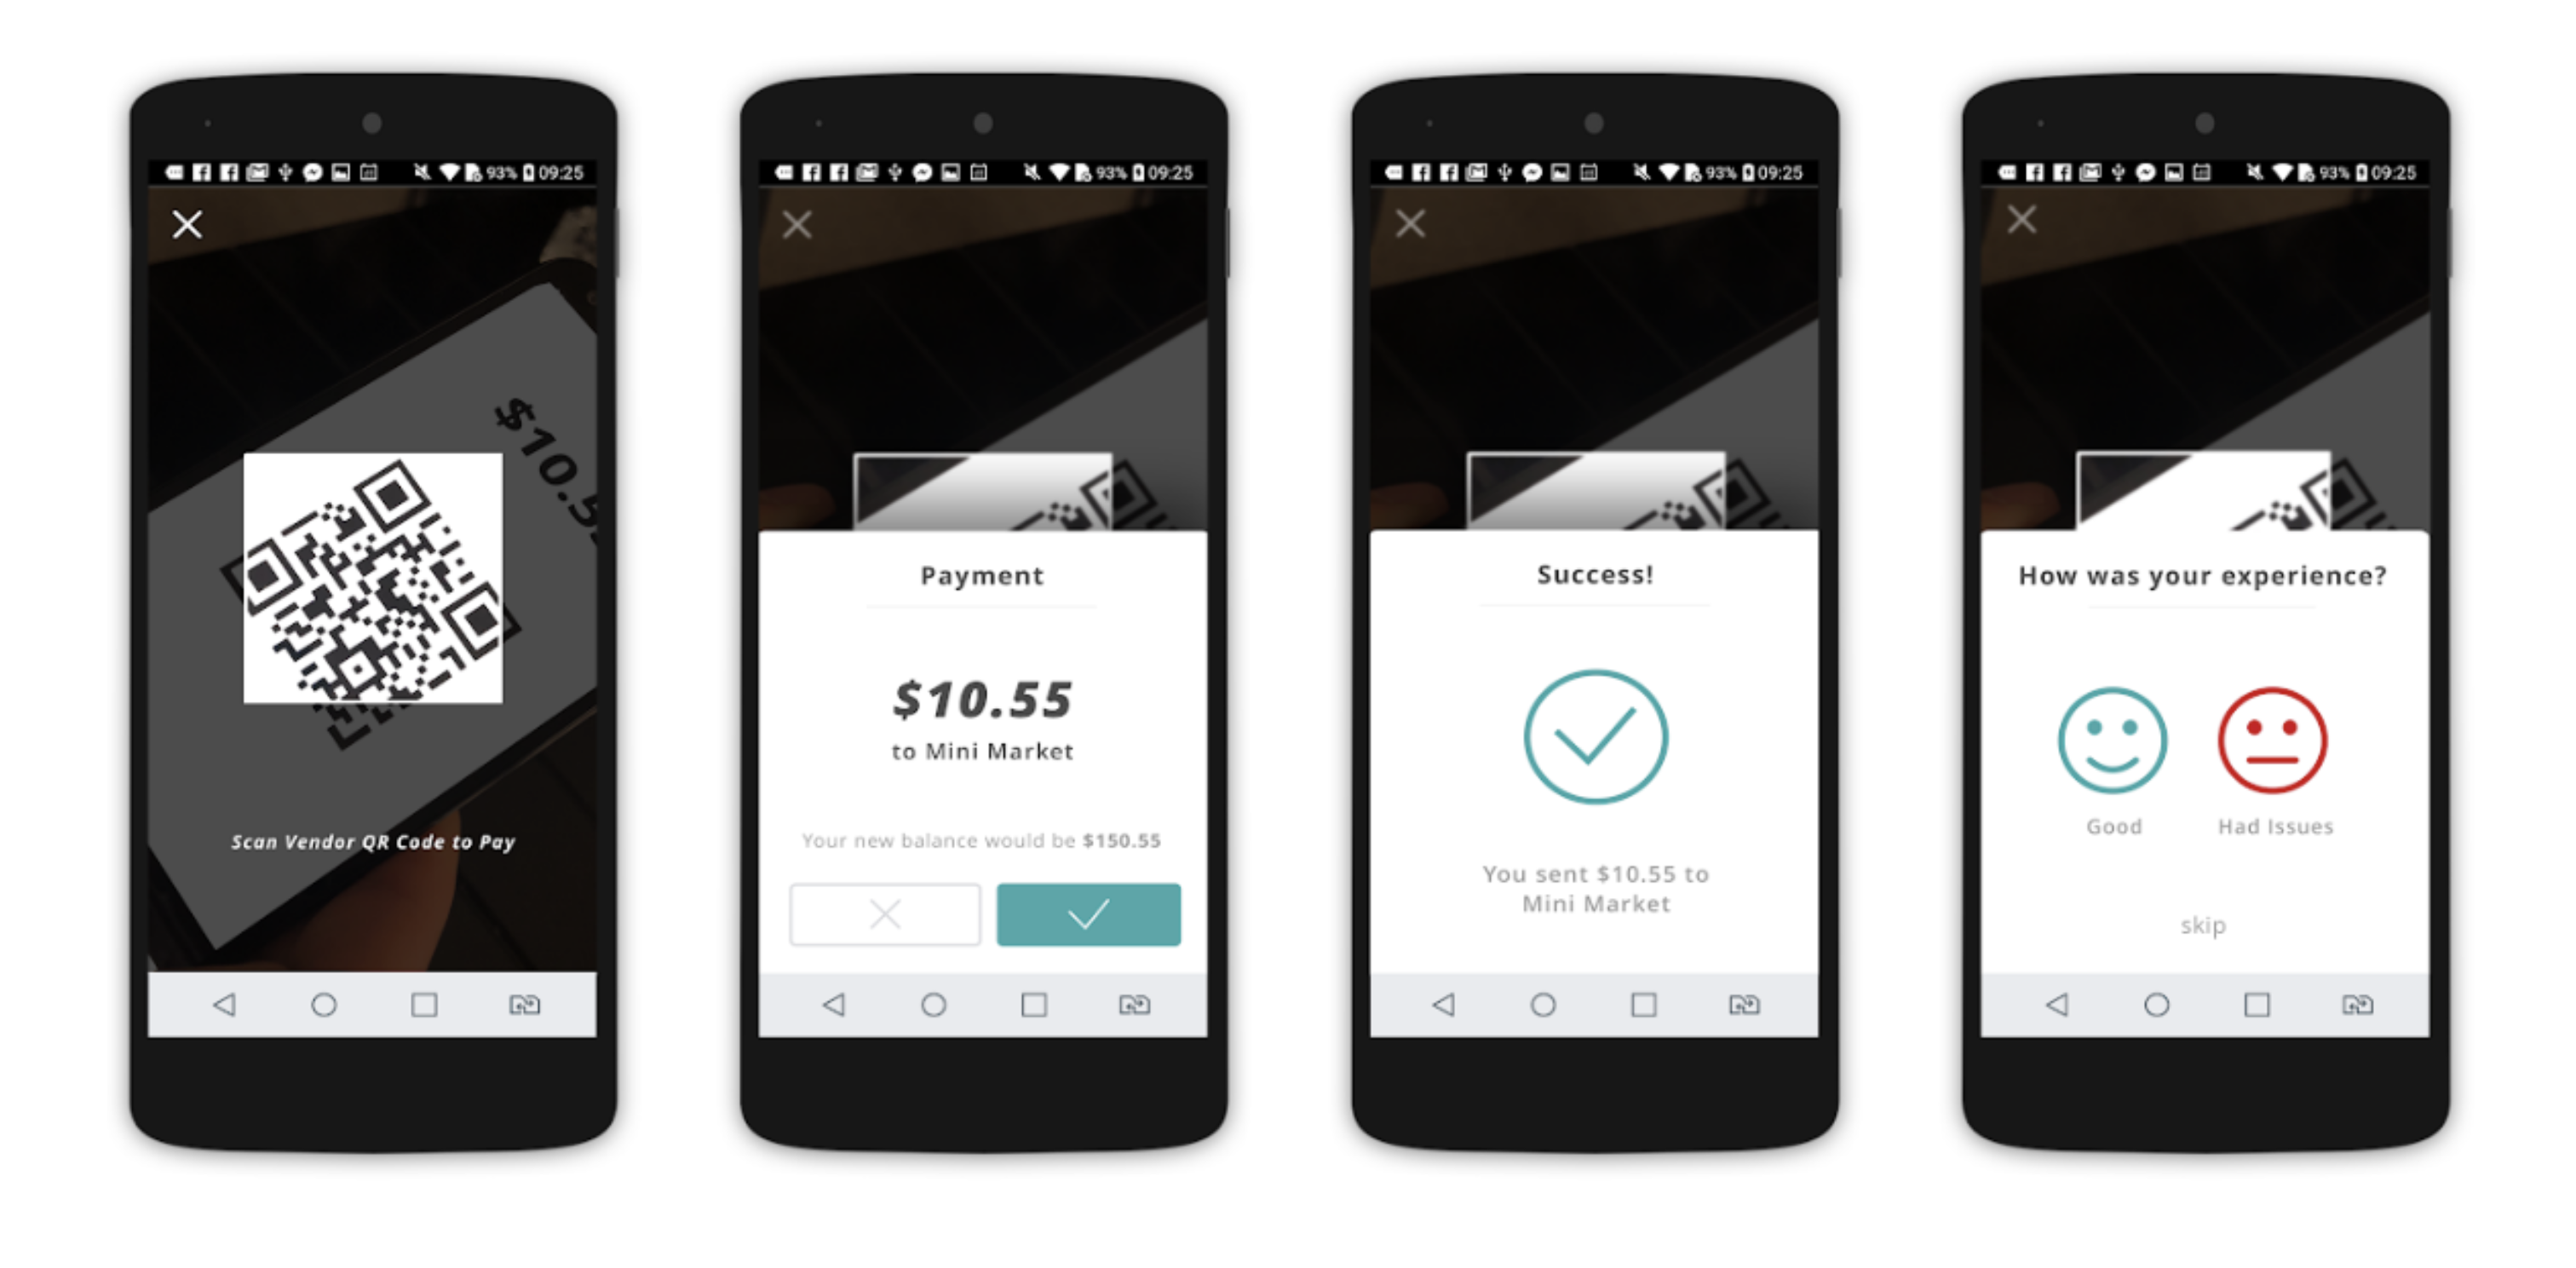 93% 09:25
$10.5
Scan Vendor QR Code to Pay
93% 09:25
Payment
$10.55
to Mini Market
Your new balance would be $150.55
93% 09:25
Success!
You sent $10.55 to
Mini Market
93% 09:25
How was your experience?
Good
Had Issues
skip